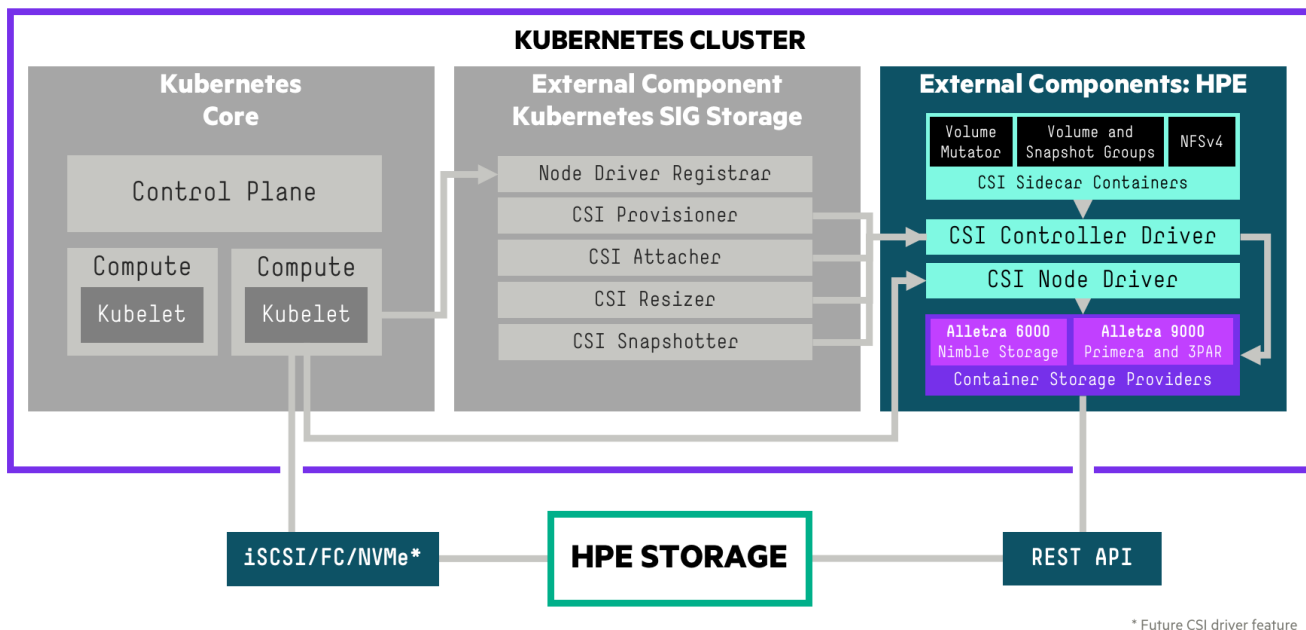 KUBERNETES CLUSTER
Kubernetes
Core
Control Plane
Compute
Kubelet
Compute
Kubelet
External Component
Kubernetes SIG Storage
Node Driver Registrar
CSI Provisioner
CSI Attacher
CSI Resizer
CSI Snapshotter
External Components: HPE
Volume
Mutator
Volume and
Snapshot Groups
NFSv4
CSI Sidecar Containers
CSI Controller Driver
CSI Node Driver
Alletra 6000
Nimble Storage
Alletra 9000
Primera and 3PAR
Container Storage Providers
iSCSI/FC/NVMe*
HPE STORAGE
REST API
* Future CSI driver feature